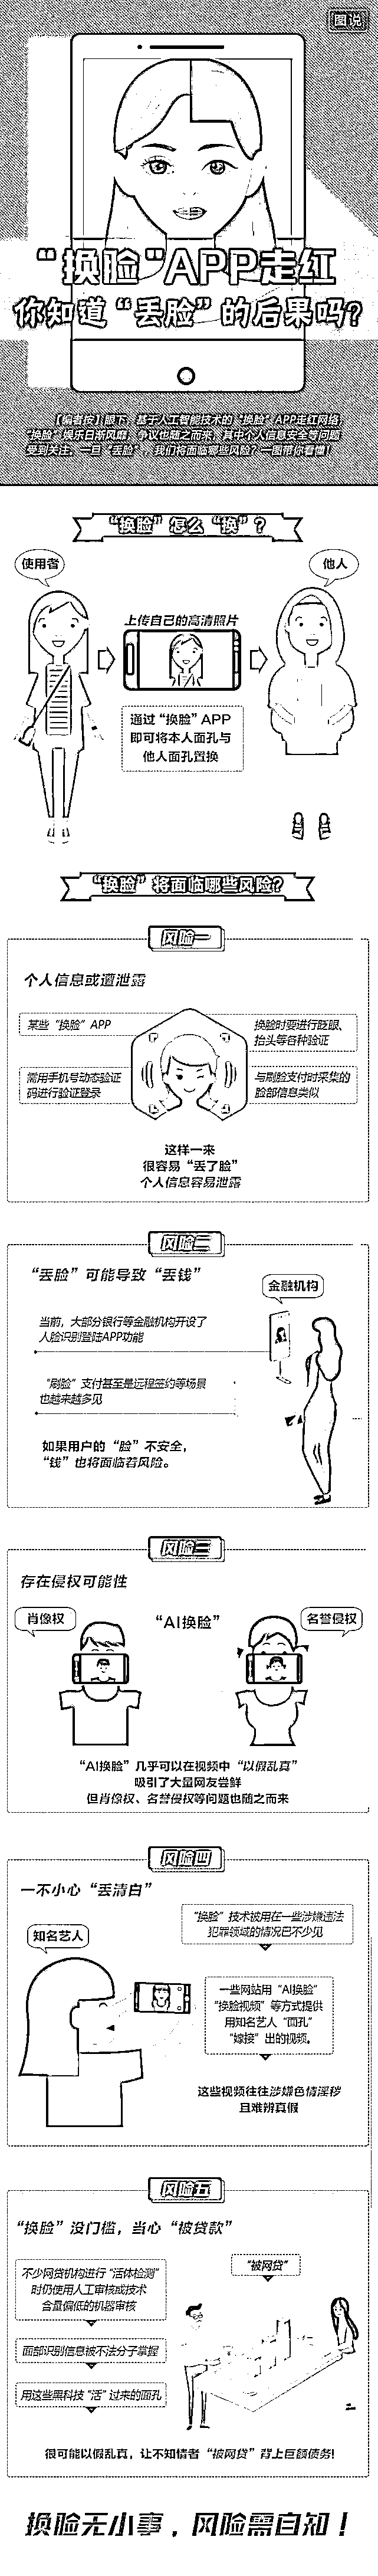 图说
“换脸”APP走红
你知道“丢脸”的后果吗？
【编者按】眼下，基于人工智能技术的“换脸”APP走红网络，
“换脸”娱乐日渐风靡，争议也随之而来，其中个人信息安全等问题
受到关注。一旦“丢脸”，我们将面临哪些风险？一图带你看懂！
“换脸”怎么“换”？
使用者
他人
上传自己的高清照片
通过“换脸”APP
即可将本人面孔与
他人面孔置换
“换脸”将面临哪些风险？
风险一
个人信息或遭泄露
某些“换脸”APP
换脸时要进行眨眼、
抬头等各种验证
需用手机号动态验证
码进行验证登录
与刷脸支付时采集的
脸部信息类似
这样一来
很容易“丢了脸”
个人信息容易泄露
风险二
“丢脸”可能导致“丢钱”
金融机构
当前，大部分银行等金融机构开设了
人脸识别登陆APP功能
“刷脸”支付甚至是远程签约等场景
也越来越多见
如果用户的“脸”不安全，
“钱”也将面临着风险。
风险三
存在侵权可能性
肖像权
“AI换脸”
名誉侵权
“AI换脸”几乎可以在视频中“以假乱真”
吸引了大量网友尝鲜
但肖像权、名誉侵权等问题也随之而来
风险四
一不小心“丢清白”
知名艺人
“换脸”技术被用在一些涉嫌违法
犯罪领域的情况已不少见
一些网站用“AI换脸”
“换脸视频”等方式提供
用知名艺人“面孔”
“嫁接”出的视频。
这些视频往往涉嫌色情淫秽
且难辨真假
风险五
“换脸”没门槛，当心“被贷款”
不少网贷机构进行“活体检测”
时仍使用人工审核或技术
含量偏低的机器审核
“被网贷”
面部识别信息被不法分子掌握
用这些黑科技“活”过来的面孔
很可能以假乱真，让不知情者“被网贷”背上巨额债务！
换脸无小事，风险需自知！